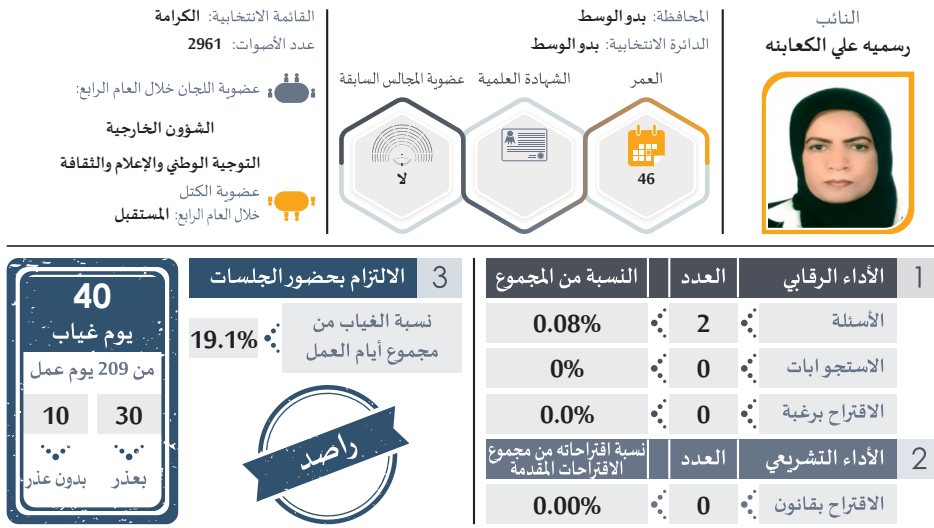 النائب
رسميه علي الكعابنه
المحافظة: بدو الوسط
الدائرة الانتخابية: بدو الوسط
العمر
46
الشهادة العلمية
عضوية المجالس السابقة
لا
القائمة الانتخابية: الكرامة
عدد الأصوات: 2961
عضوية اللجان خلال العام الرابع:
الشؤون الخارجية
التوجية الوطني والإعلام والثقافة
عضوية الكتل
خلال العام الرابع: المستقبل
1 الأداء الرقابي العدد النسبة من المجموع
الأسئلة 2 0.08%
الاستجوابات 0 0%
الاقتراح برغبة 0 0.0%
2 الأداء التشريعي العدد نسبة اقتراحاته من مجموع
الاقتراحات المقدمة
الاقتراح بقانون 0 0.00%
3 الالتزام بحضور الجلسات
نسبة الغياب من
مجموع أيام العمل
19.1%
راصد
40
يوم غياب
من 209 يوم عمل
30 10
بعذر بدون عذر